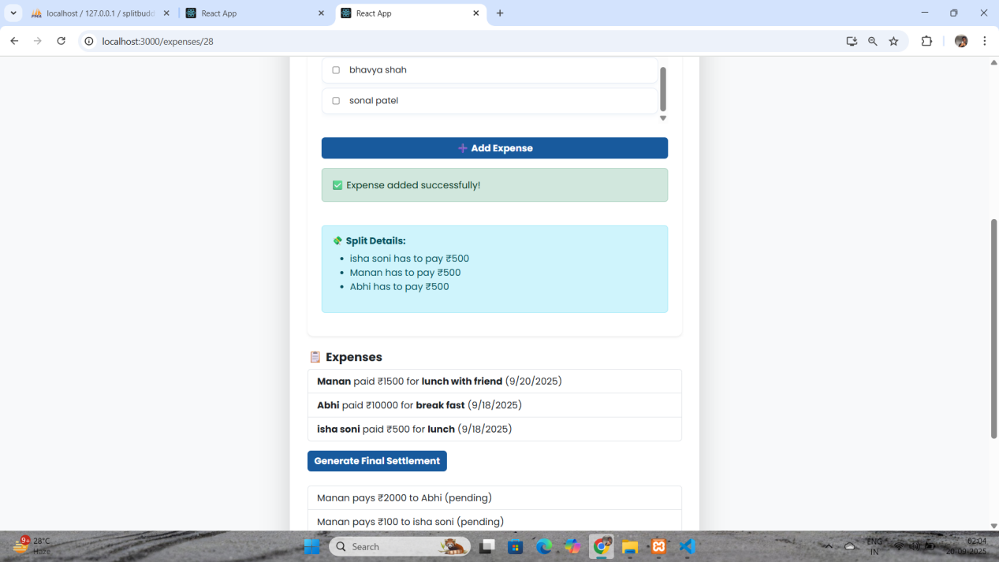 localhost / 127.0.0.1 / splitbudd
React App
React App
localhost:3000/expenses/28
bhavya shah
sonal patel
➕ Add Expense
✅ Expense added successfully!
💸 Split Details:
• isha soni has to pay ₹500
• Manan has to pay ₹500
• Abhi has to pay ₹500
📋 Expenses
Manan paid ₹1500 for lunch with friend (9/20/2025)
Abhi paid ₹10000 for break fast (9/18/2025)
isha soni paid ₹500 for lunch (9/18/2025)
Generate Final Settlement
Manan pays ₹2000 to Abhi (pending)
Manan pays ₹100 to isha soni (pending)
9+
28°C
Haze
Search
ENG
IN
02:04
20-09-2025